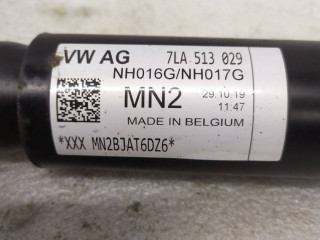 VW AG 7LA 513 029
NH016G/NH017G
MN2 29.10.19
11:47
MADE IN BELGIUM
*XXX MN2BJAT6DZ6*